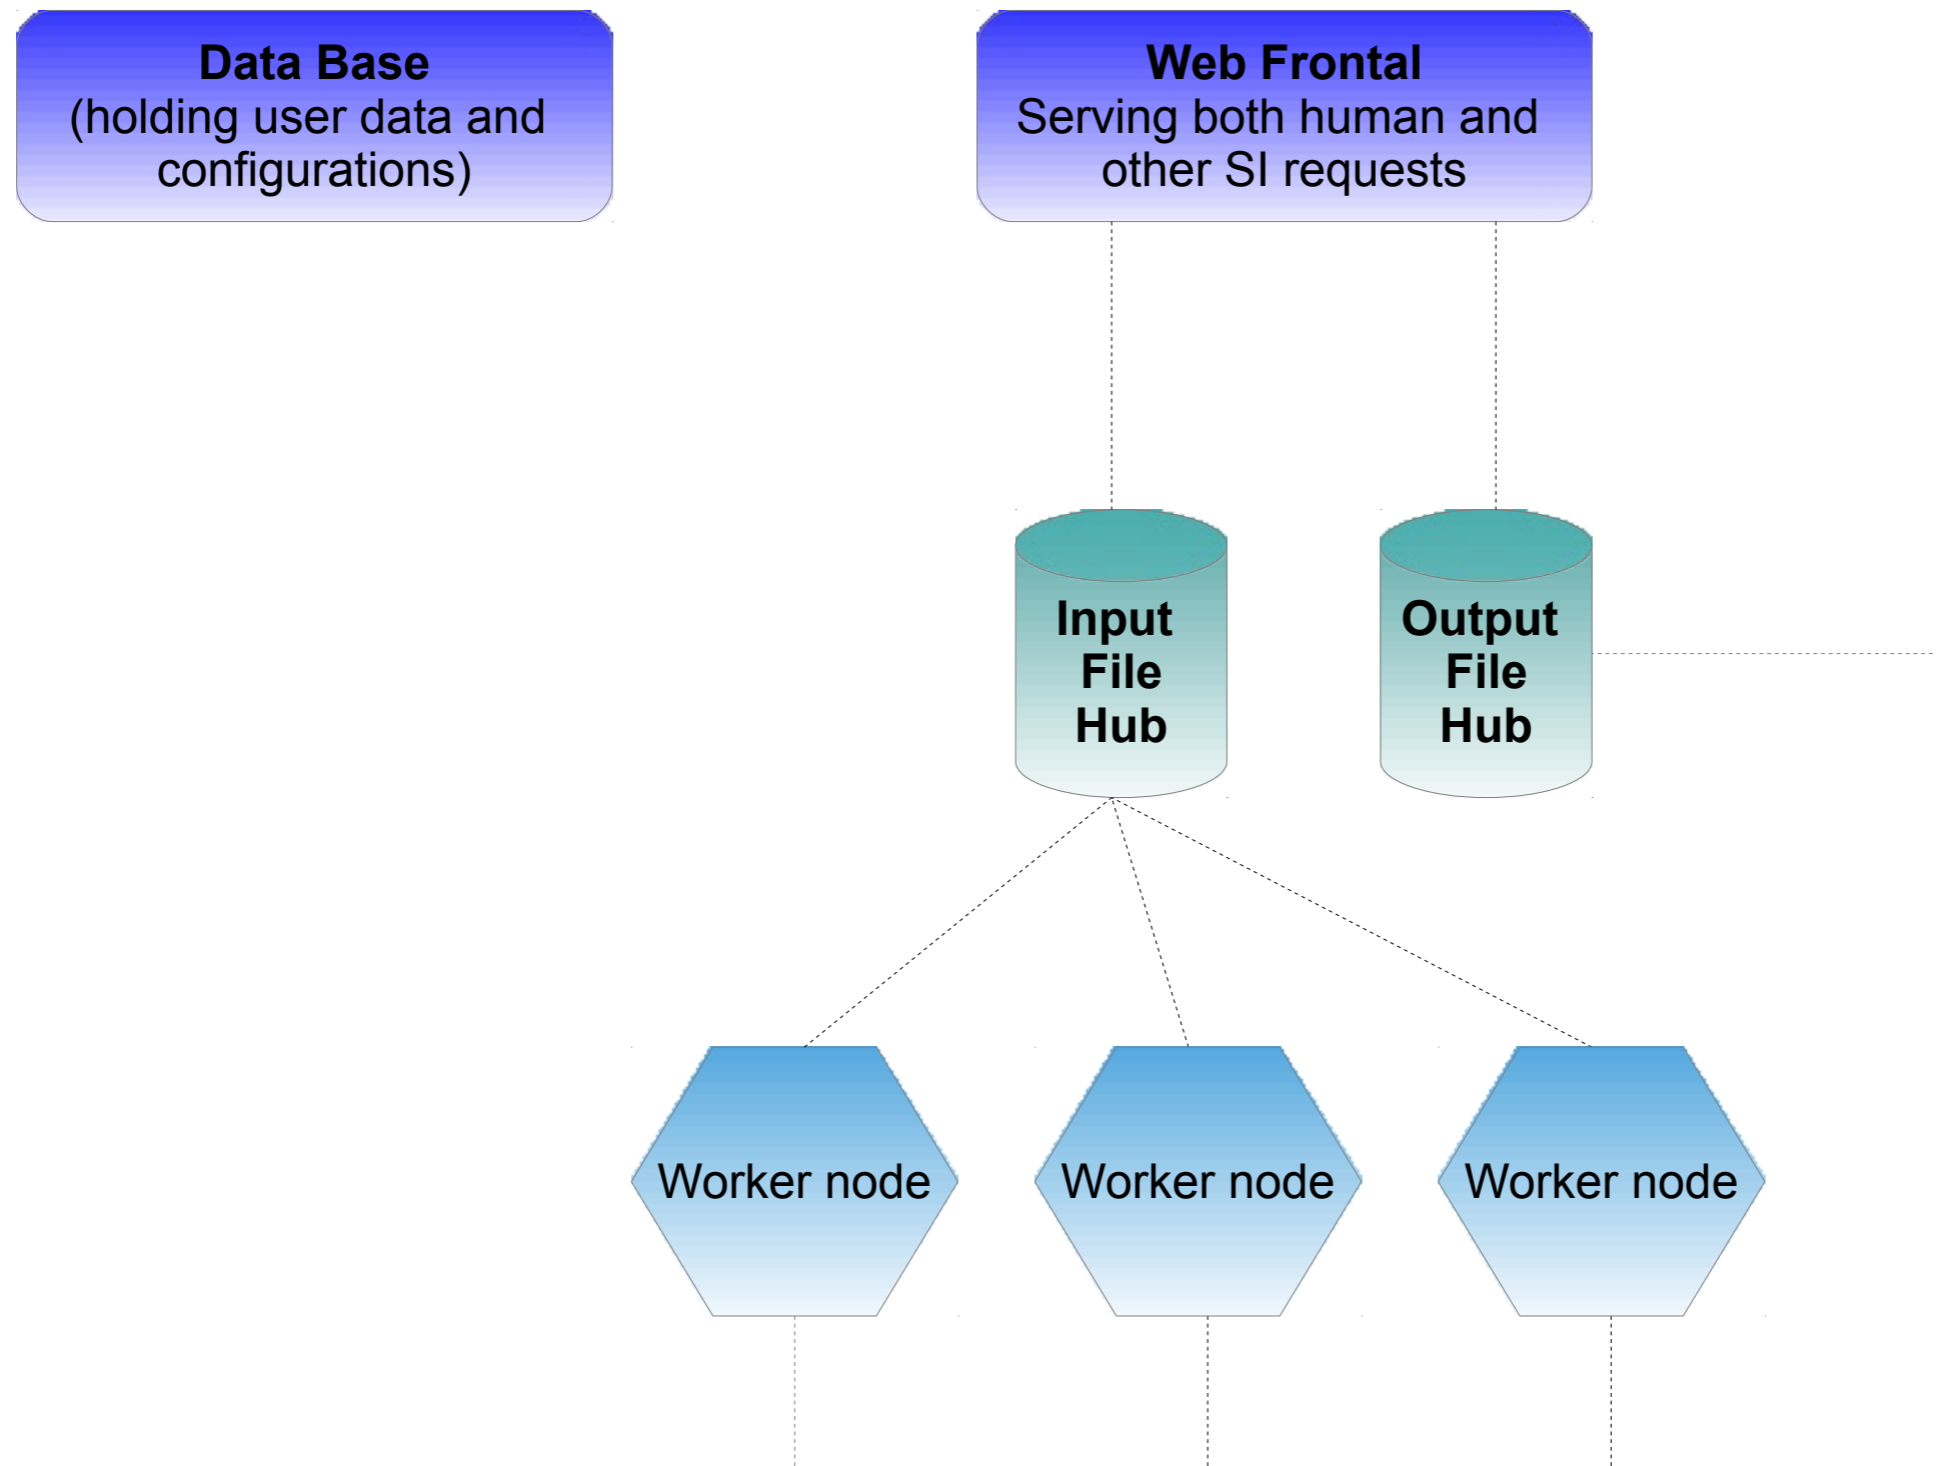 Data Base
(holding user data and
configurations)
Web Frontal
Serving both human and
other SI requests
Input
File
Hub
Output
File
Hub
Worker node
Worker node
Worker node